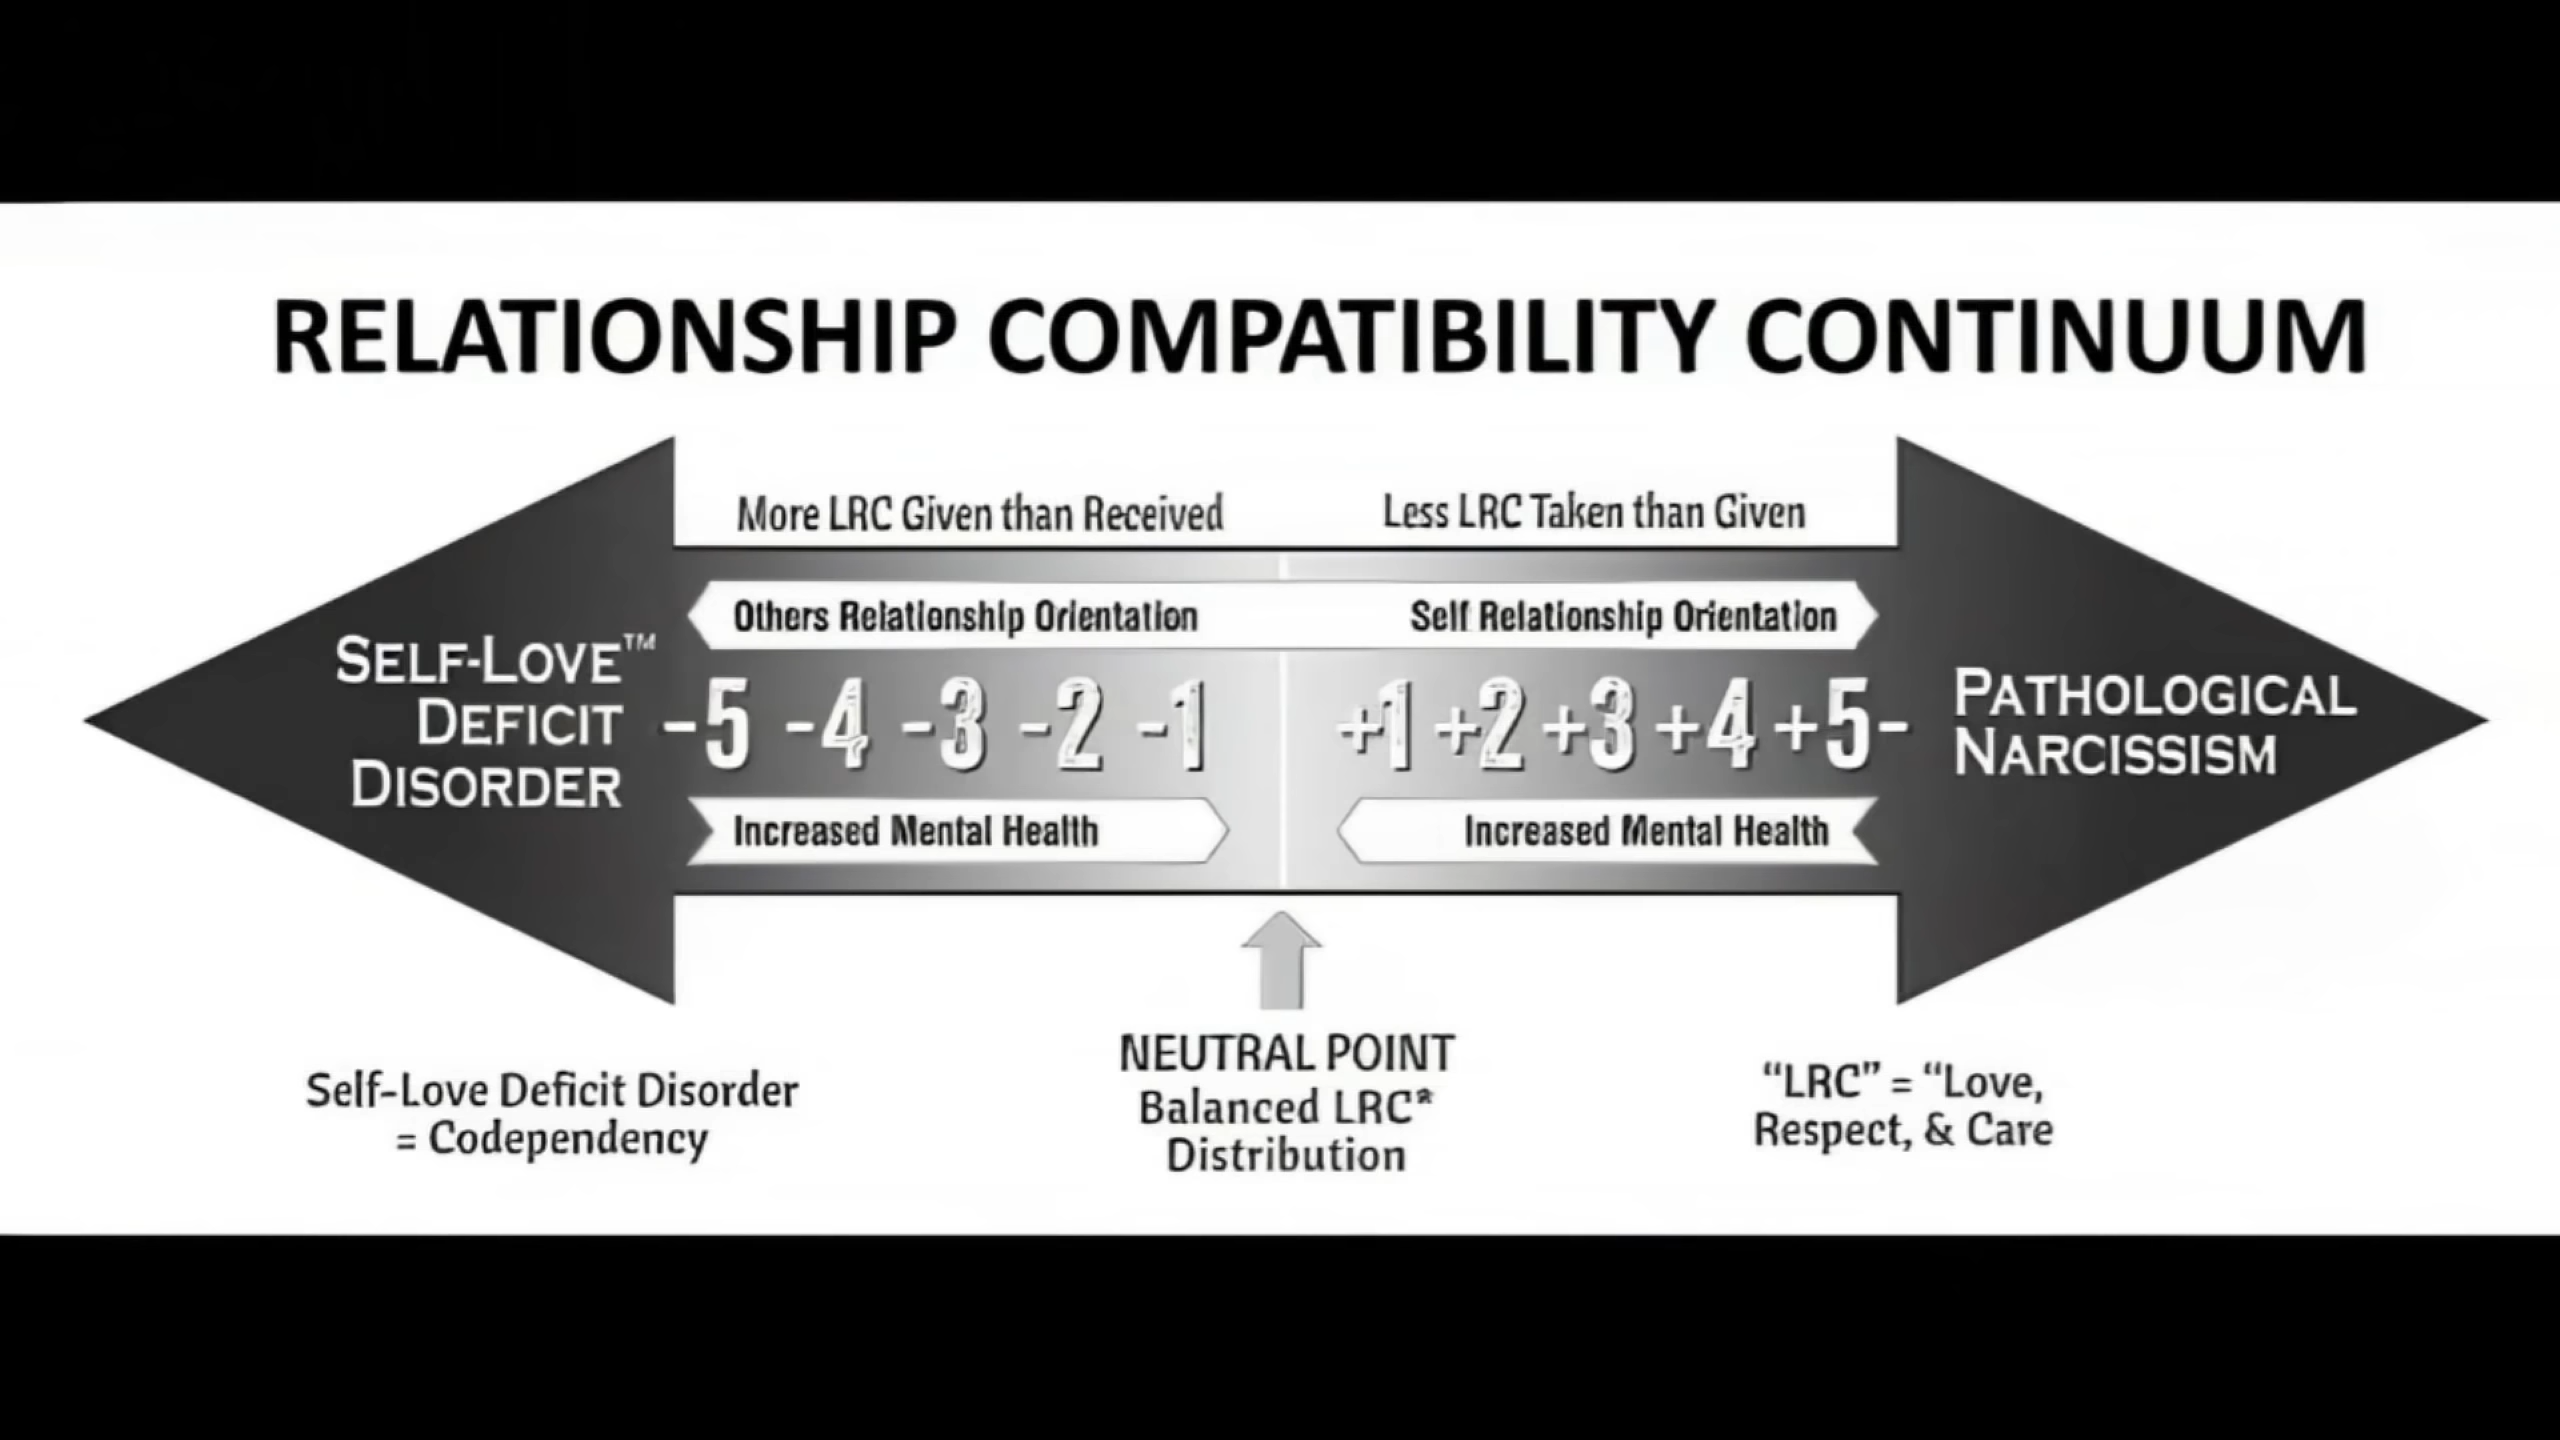 RELATIONSHIP COMPATIBILITY CONTINUUM
More LRC Given than Received
Less LRC Taken than Given
Others Relationship Orientation
Self Relationship Orientation
SELF-LOVE™
DEFICIT
DISORDER
-5 -4 -3 -2 -1
+1 +2 +3 +4 +5-
PATHOLOGICAL
NARCISSISM
Increased Mental Health
Increased Mental Health
Self-Love Deficit Disorder
= Codependency
NEUTRAL POINT
Balanced LRC*
Distribution
“LRC” = “Love,
Respect, & Care